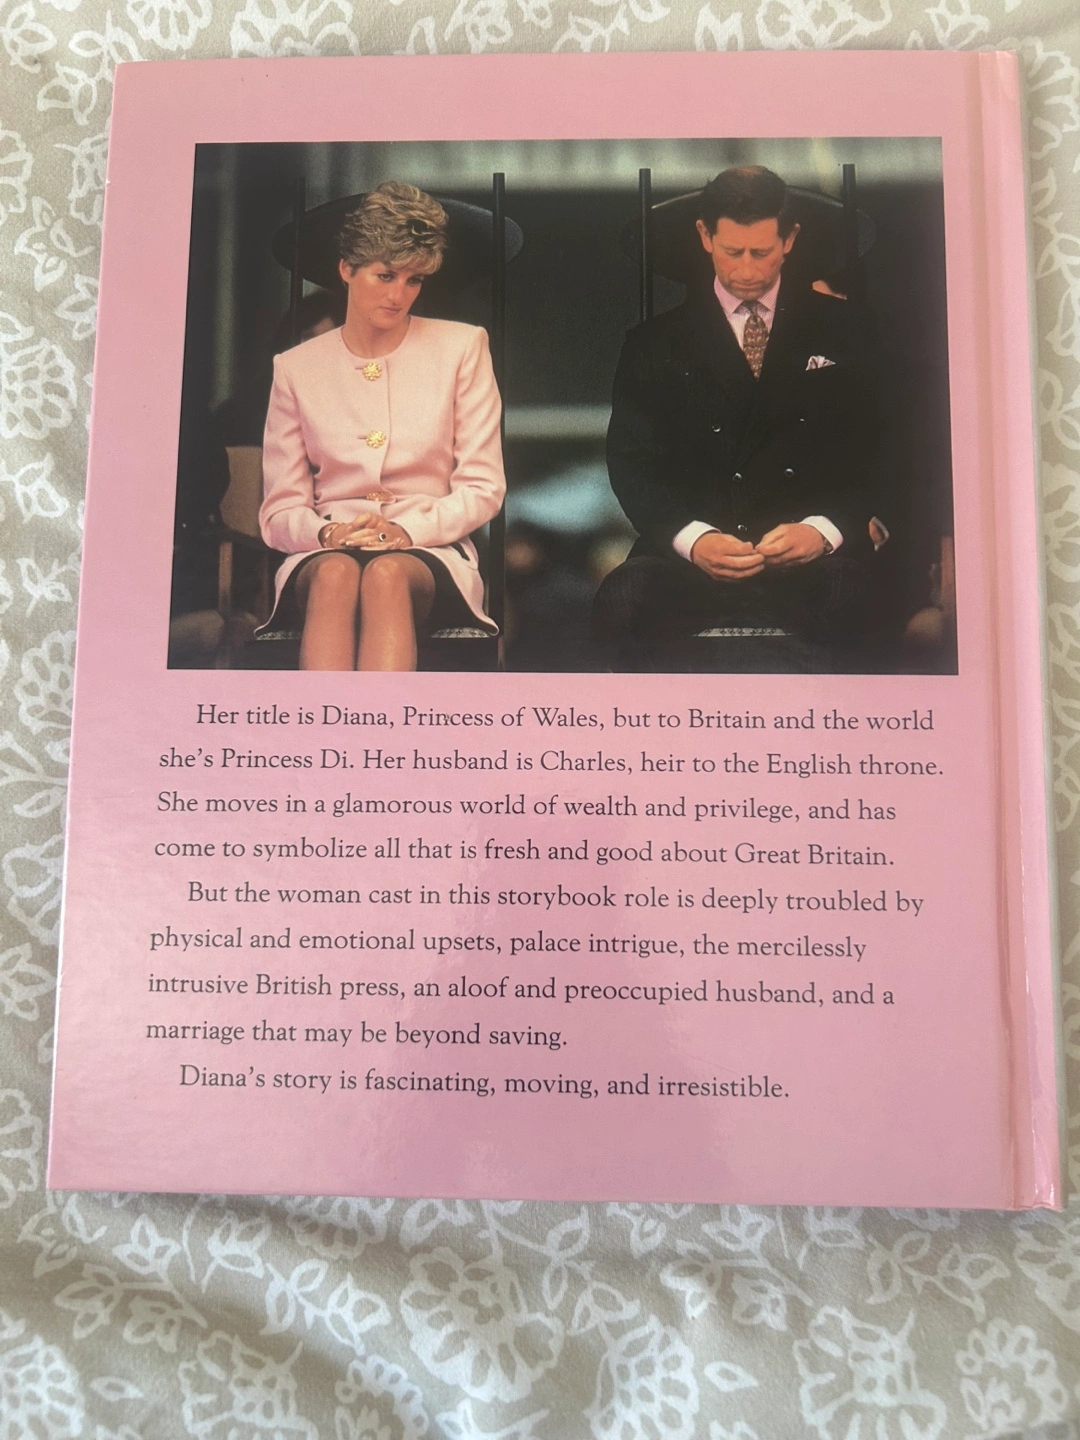 Her title is Diana, Princess of Wales, but to Britain and the world
she's Princess Di. Her husband is Charles, heir to the English throne.
She moves in a glamorous world of wealth and privilege, and has
come to symbolize all that is fresh and good about Great Britain.
But the woman cast in this storybook role is deeply troubled by
physical and emotional upsets, palace intrigue, the mercilessly
intrusive British press, an aloof and preoccupied husband, and a
marriage that may be beyond saving.
Diana's story is fascinating, moving, and irresistible.